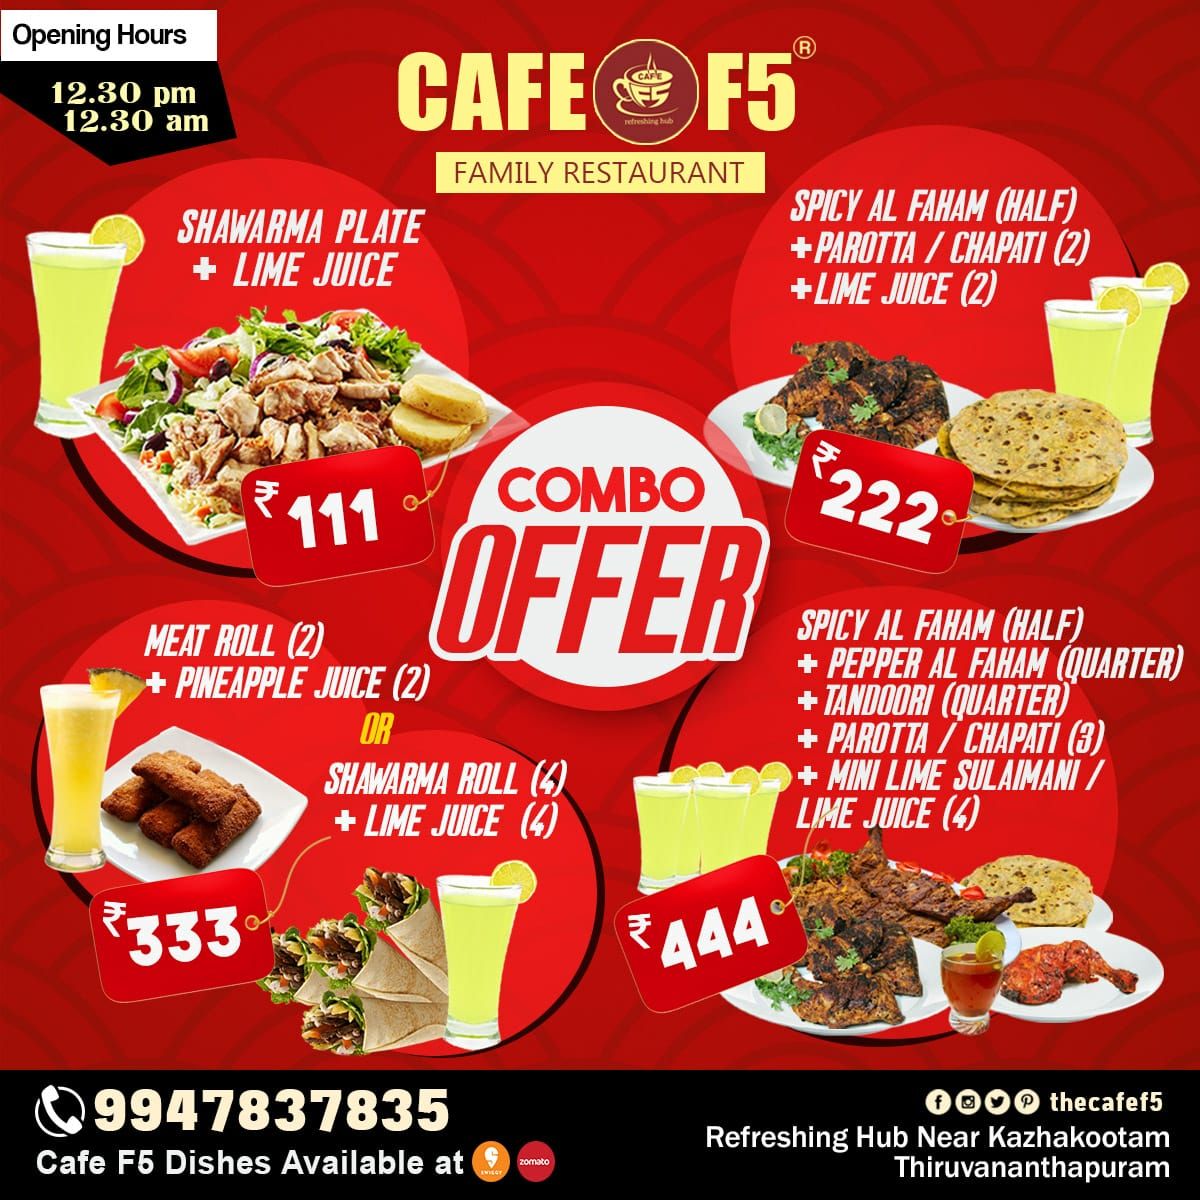 Opening Hours
12.30 pm
12.30 am
CAFE F5®
CAFE
F5
refreshing hub
FAMILY RESTAURANT
SHAWARMA PLATE
+ LIME JUICE
₹111
SPICY AL FAHAM (HALF)
+PAROTTA / CHAPATI (2)
+LIME JUICE (2)
₹222
COMBO
OFFER
MEAT ROLL (2)
+ PINEAPPLE JUICE (2)
OR
SHAWARMA ROLL (4)
+ LIME JUICE (4)
₹333
SPICY AL FAHAM (HALF)
+ PEPPER AL FAHAM (QUARTER)
+ TANDOORI (QUARTER)
+ PAROTTA / CHAPATI (3)
+ MINI LIME SULAIMANI /
LIME JUICE (4)
₹444
9947837835
Cafe F5 Dishes Available at SWIGGY zomato
thecafef5
Refreshing Hub Near Kazhakootam
Thiruvananthapuram